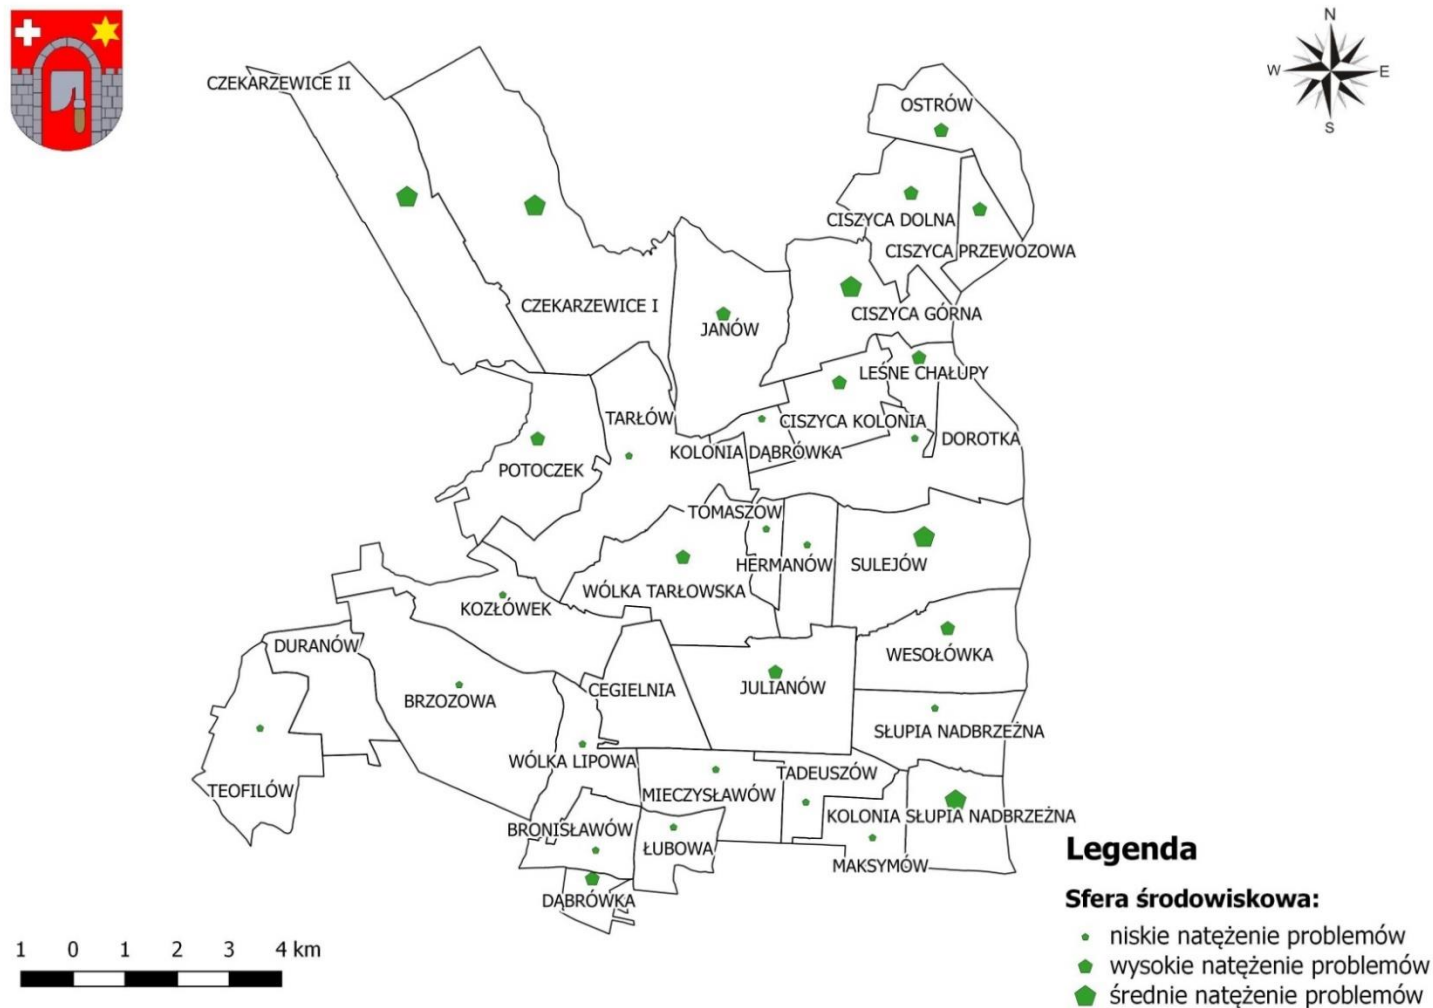 N
W
E
S
CZEKARZEWICE II
OSTRÓW
CISZYCA DOLNA
CISZYCA PRZEWOZOWA
CZEKARZEWICE I
CISZYCA GÓRNA
JANÓW
LEŚNE CHAŁUPY
TARŁÓW
CISZYCA KOLONIA
DOROTKA
KOLONIA DĄBRÓWKA
POTOCZEK
TOMASZÓW
HERMANÓW
SULEJÓW
WÓLKA TARŁOWSKA
KOZŁÓWEK
DURANÓW
WESOŁÓWKA
CEGIELNIA
JULIANÓW
BRZOZOWA
SŁUPIA NADBRZEŻNA
WÓLKA LIPOWA
TADEUSZÓW
TEOFILÓW
MIECZYSŁAWÓW
KOLONIA SŁUPIA NADBRZEŻNA
BRONISŁAWÓW
ŁUBOWA
MAKSYMÓW
DĄBRÓWKA
Legenda
Sfera środowiskowa:
niskie natężenie problemów
wysokie natężenie problemów
średnie natężenie problemów
1 0 1 2 3 4 km